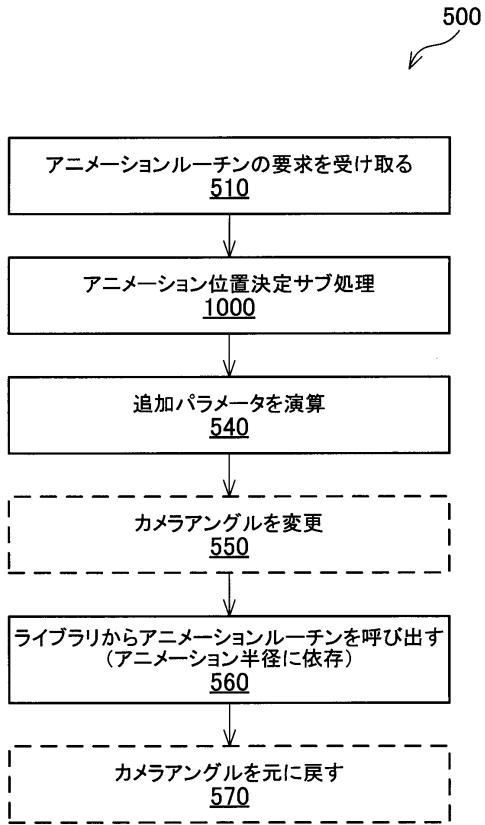 500
アニメーションルーチンの要求を受け取る
510
アニメーション位置決定サブ処理
1000
追加パラメータを演算
540
カメラアングルを変更
550
ライブラリからアニメーションルーチンを呼び出す
(アニメーション半径に依存)
560
カメラアングルを元に戻す
570